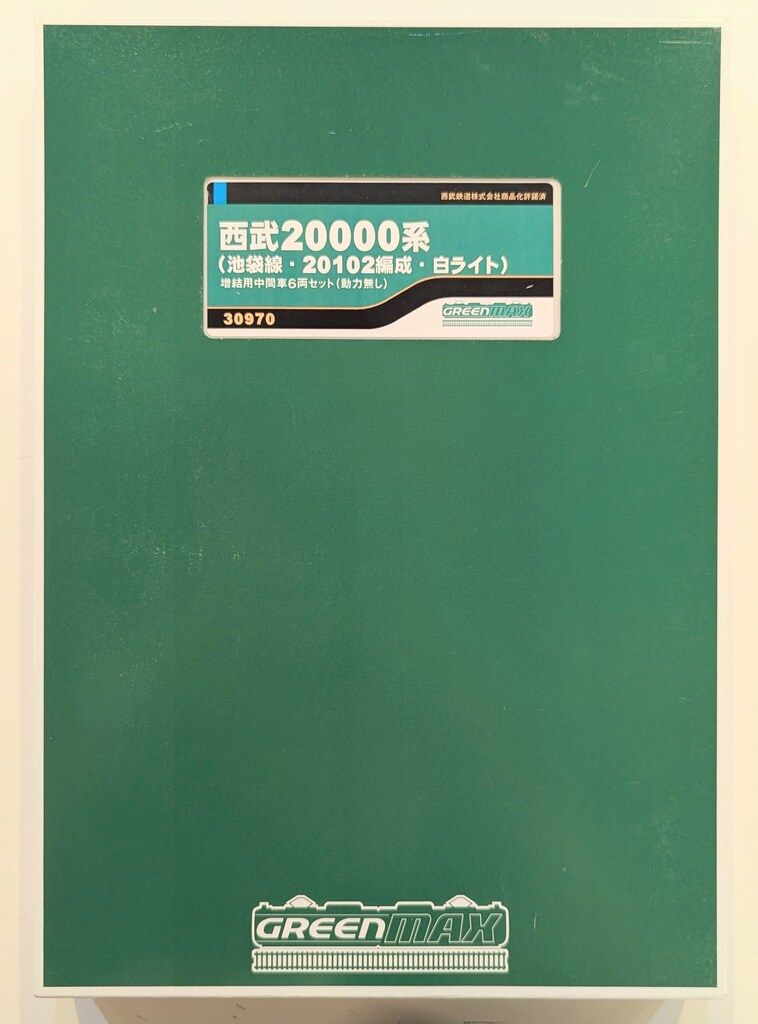 西武鉄道株式会社商品化許諾済
西武20000系
(池袋線・20102編成・白ライト)
増結用中間車6両セット(動力無し)
30970
GREENMAX
GREENMAX